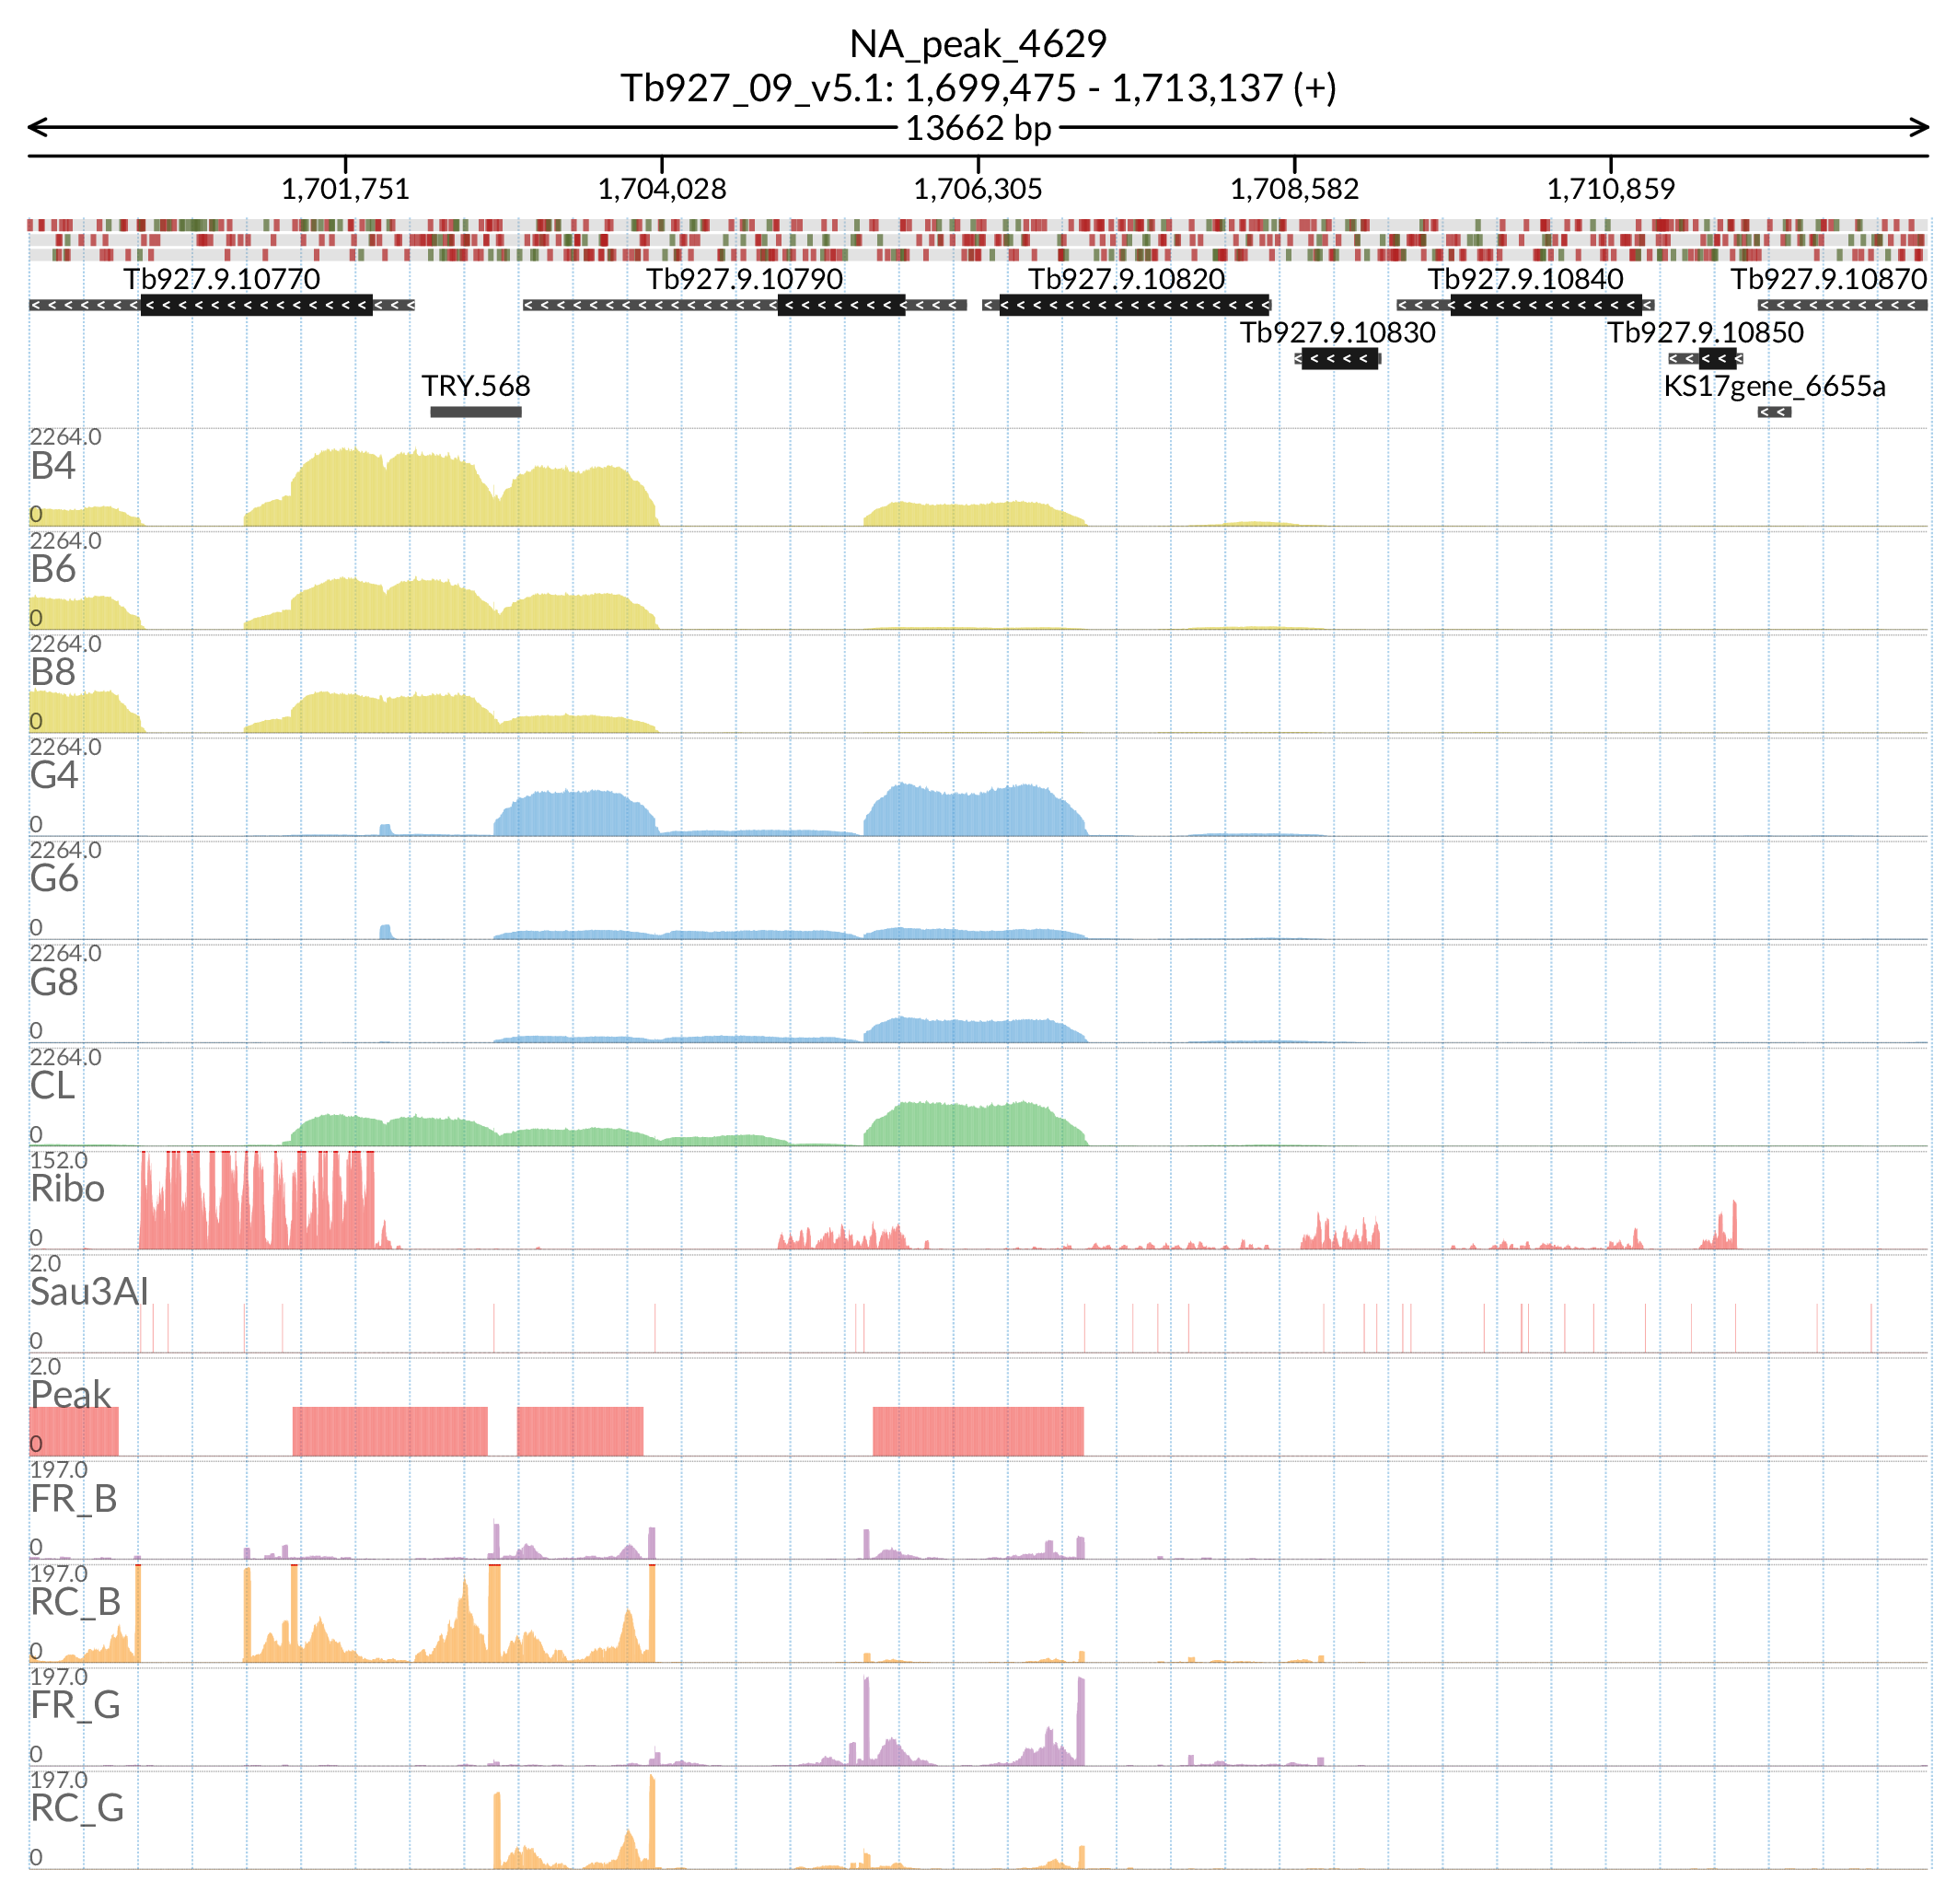 NA_peak_4629
Tb927_09_v5.1: 1,699,475 - 1,713,137 (+)
13662 bp
1,701,751 1,704,028 1,706,305 1,708,582 1,710,859
Tb927.9.10770 Tb927.9.10790 Tb927.9.10820 Tb927.9.10840 Tb927.9.10870
Tb927.9.10830 Tb927.9.10850
TRY.568 KS17gene_6655a
2264.0
B4
0
2264.0
B6
0
2264.0
B8
0
2264.0
G4
0
2264.0
G6
0
2264.0
G8
0
2264.0
CL
0
152.0
Ribo
0
2.0
Sau3AI
0
2.0
Peak
0
197.0
FR_B
0
197.0
RC_B
0
197.0
FR_G
0
197.0
RC_G
0